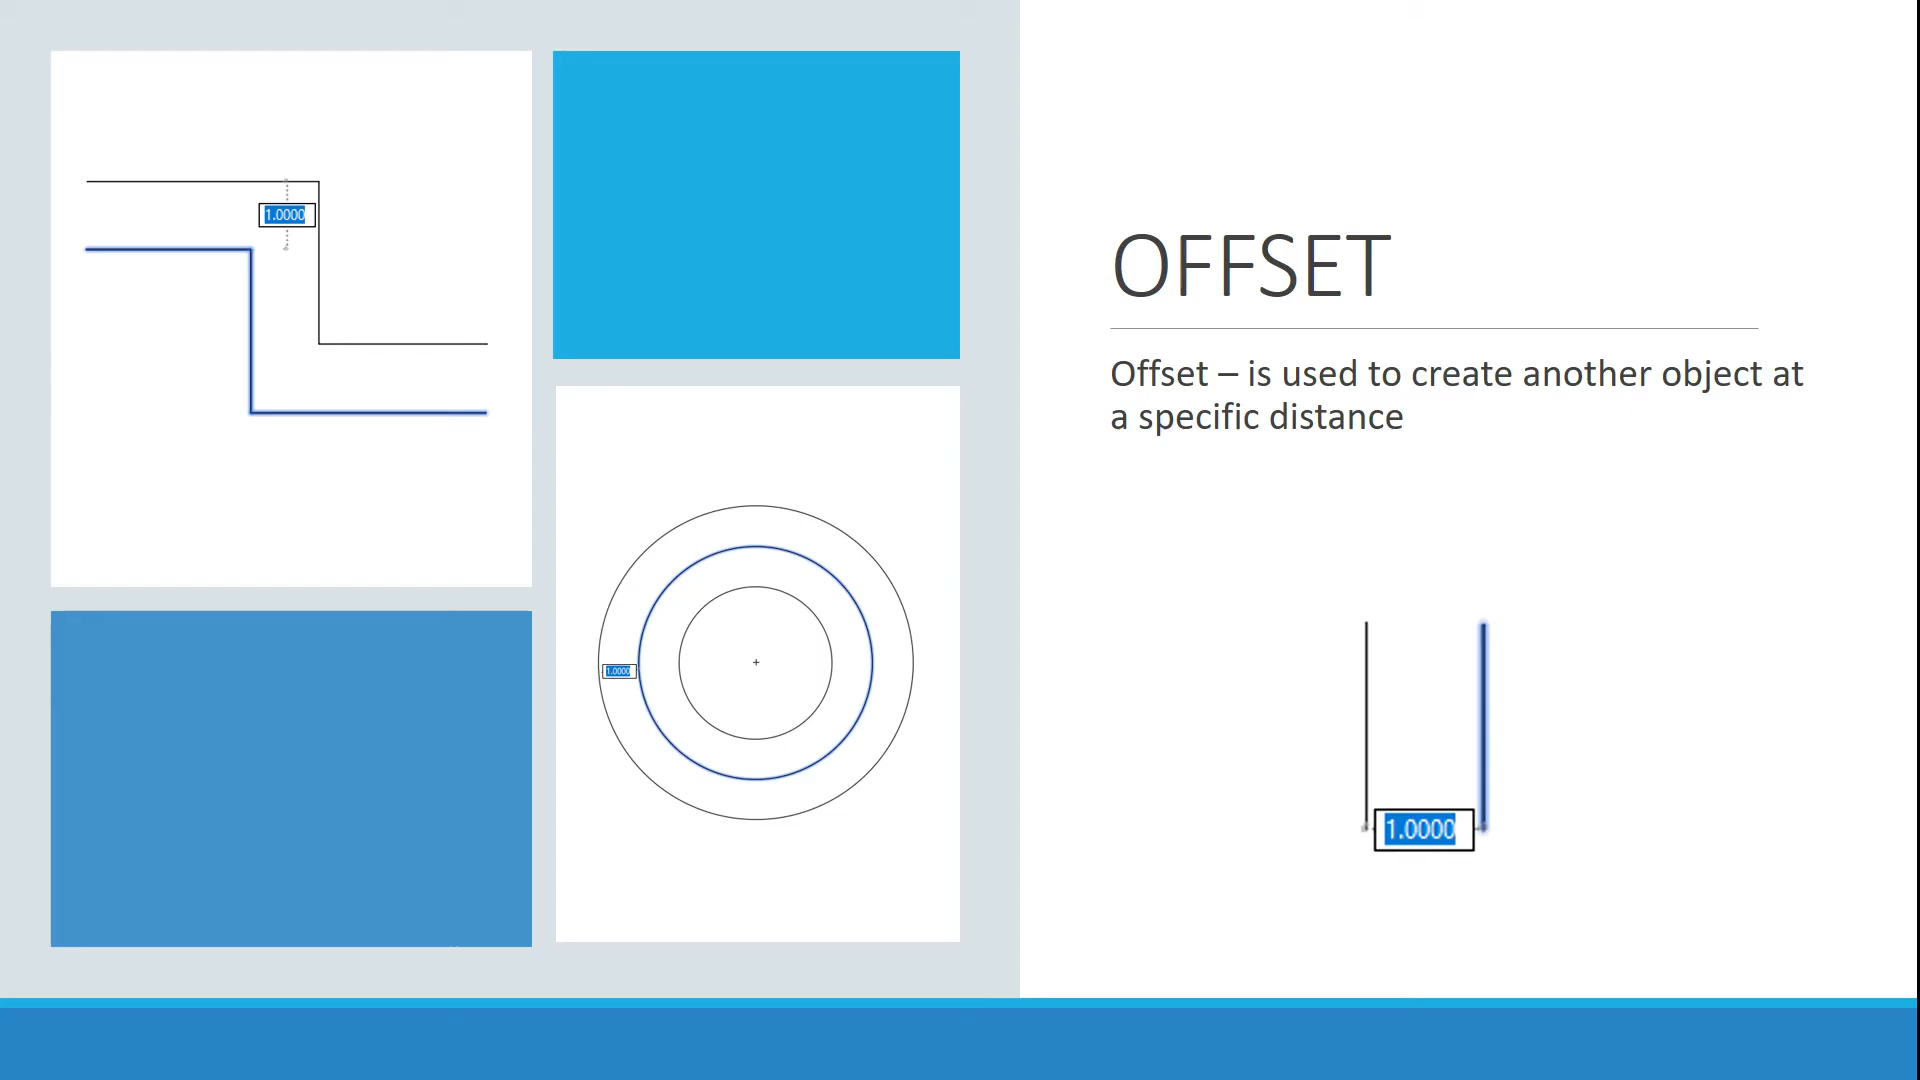 1.0000
1.0000
OFFSET
Offset – is used to create another object at
a specific distance
1.0000